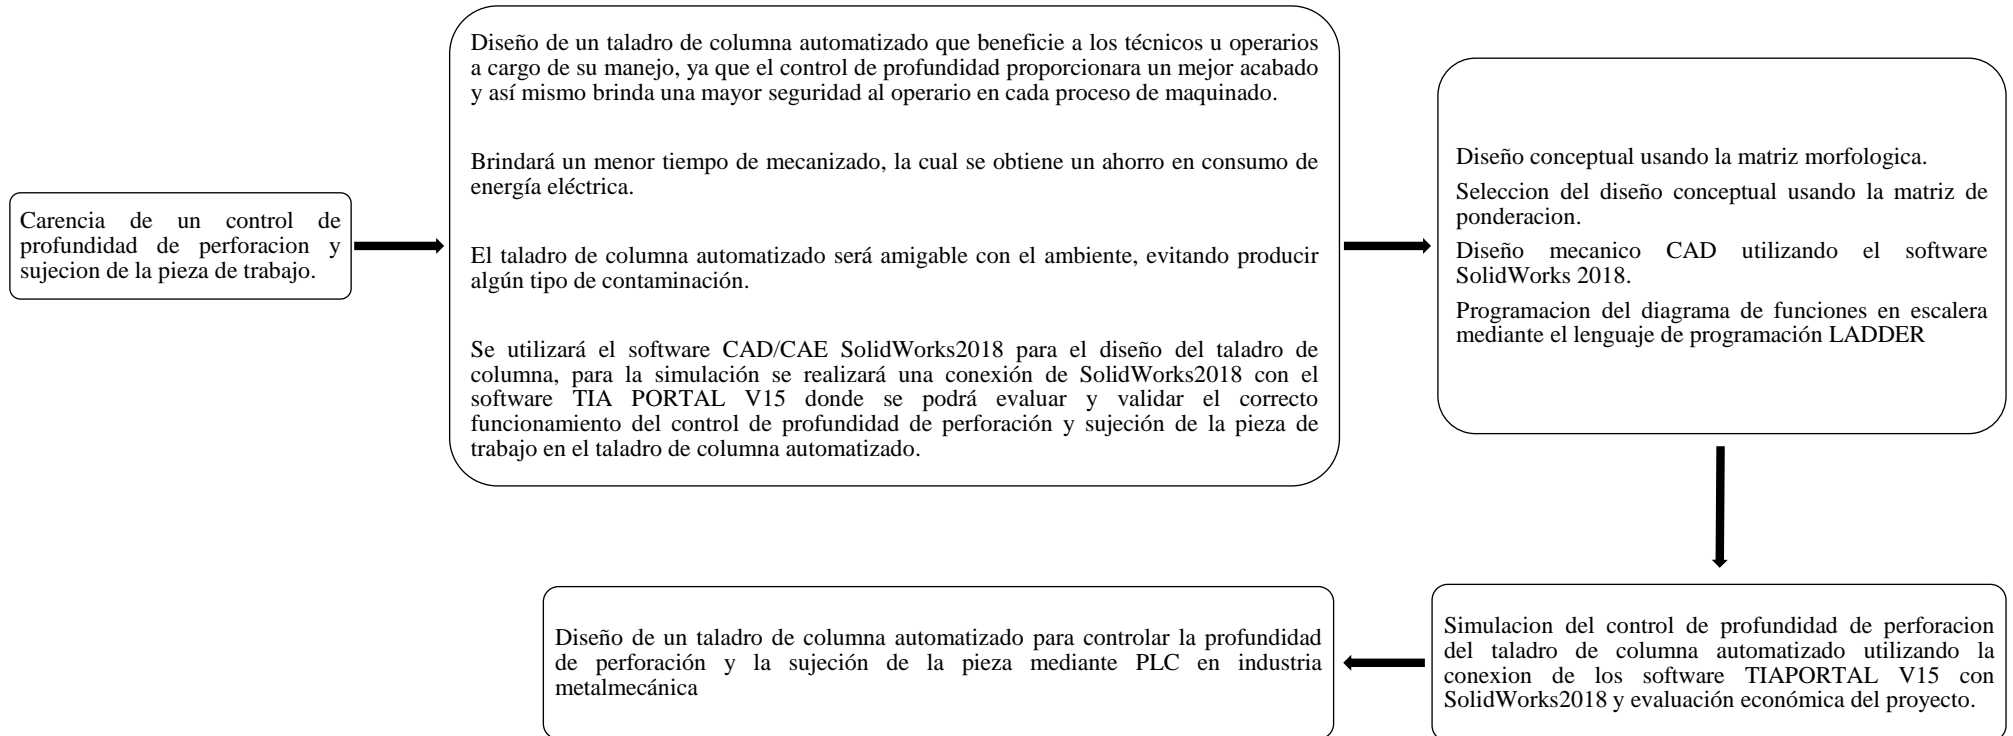 Carencia de un control de
profundidad de perforacion y
sujecion de la pieza de trabajo.
Diseño de un taladro de columna automatizado que beneficie a los técnicos u operarios
a cargo de su manejo, ya que el control de profundidad proporcionara un mejor acabado
y así mismo brinda una mayor seguridad al operario en cada proceso de maquinado.
Brindará un menor tiempo de mecanizado, la cual se obtiene un ahorro en consumo de
energía eléctrica.
El taladro de columna automatizado será amigable con el ambiente, evitando producir
algún tipo de contaminación.
Se utilizará el software CAD/CAE SolidWorks2018 para el diseño del taladro de
columna, para la simulación se realizará una conexión de SolidWorks2018 con el
software TIA PORTAL V15 donde se podrá evaluar y validar el correcto
funcionamiento del control de profundidad de perforación y sujeción de la pieza de
trabajo en el taladro de columna automatizado.
Diseño conceptual usando la matriz morfologica.
Seleccion del diseño conceptual usando la matriz de
ponderacion.
Diseño mecanico CAD utilizando el software
SolidWorks 2018.
Programacion del diagrama de funciones en escalera
mediante el lenguaje de programación LADDER
Simulacion del control de profundidad de perforacion
del taladro de columna automatizado utilizando la
conexion de los software TIAPORTAL V15 con
SolidWorks2018 y evaluación económica del proyecto.
Diseño de un taladro de columna automatizado para controlar la profundidad
de perforación y la sujeción de la pieza mediante PLC en industria
metalmecánica